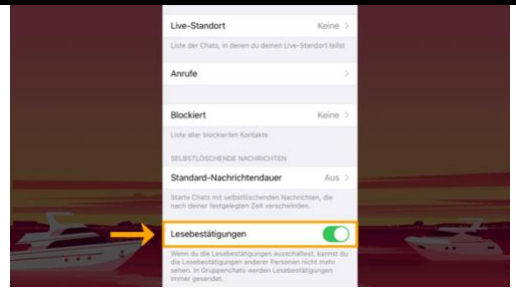 Live-Standort Keine
Liste der Chats, in denen du deinen Live-Standort teilst
Anrufe
Blockiert Keine
Liste aller blockierten Kontakte
SELBSTLÖSCHENDE NACHRICHTEN
Standard-Nachrichtendauer Aus
Starte Chats mit selbstlöschenden Nachrichten, die
nach deiner festgelegten Zeit verschwinden.
Lesebestätigungen
Wenn du die Lesebestätigungen ausschaltest, kannst du
die Lesebestätigungen anderer Personen nicht mehr
sehen. In Gruppenchats werden Lesebestätigungen
immer gesendet.